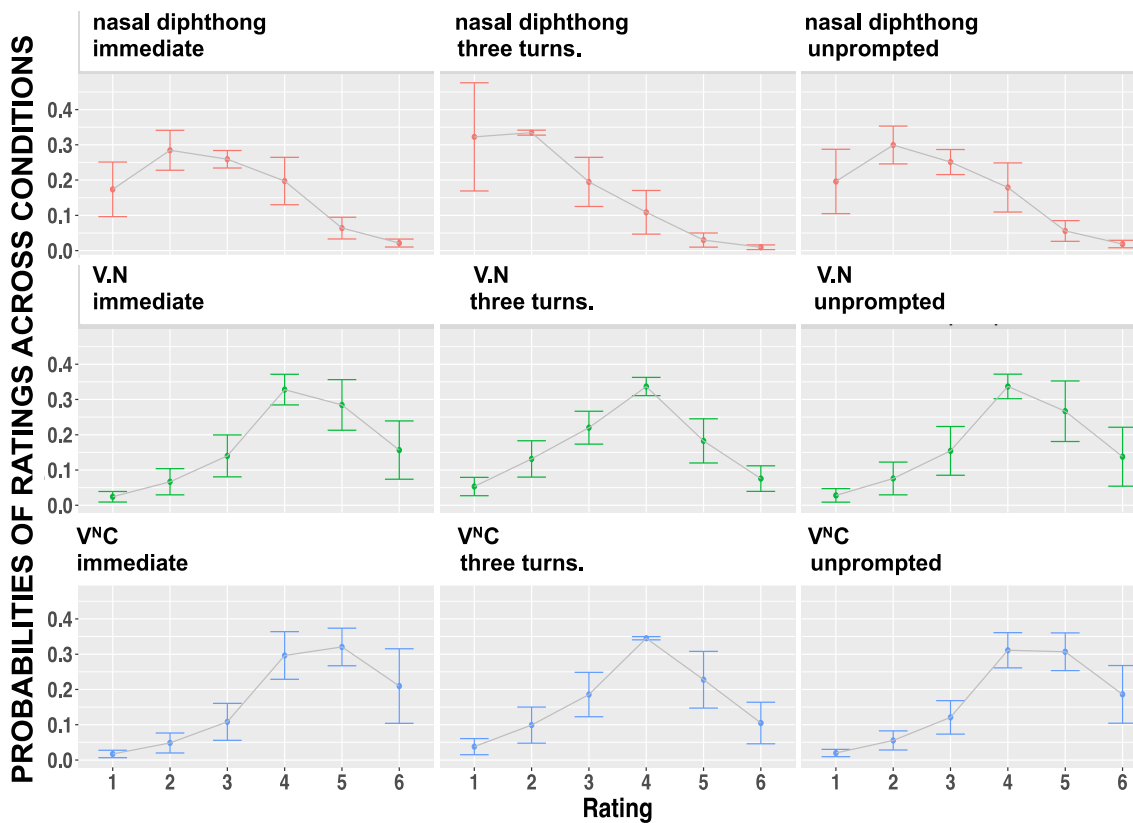 PROBABILITIES OF RATINGS ACROSS CONDITIONS
nasal diphthong
immediate
nasal diphthong
three turns.
nasal diphthong
unprompted
0.4
0.3
0.2
0.1
0.0
V.N
immediate
V.N
three turns.
V.N
unprompted
0.4
0.3
0.2
0.1
0.0
VᴺC
immediate
VᴺC
three turns.
VᴺC
unprompted
0.4
0.3
0.2
0.1
0.0
1 2 3 4 5 6 1 2 3 4 5 6 1 2 3 4 5 6
Rating